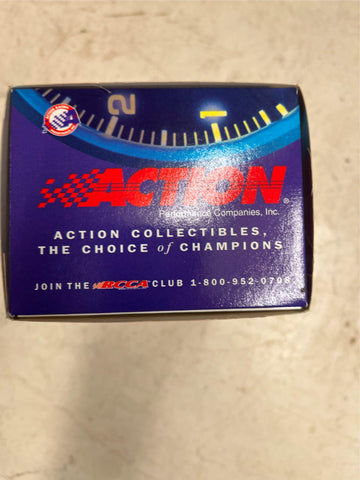 2 1
ACTION®
Performance Companies, Inc.
ACTION COLLECTIBLES,
THE CHOICE of CHAMPIONS
JOIN THE RCCA CLUB 1-800-952-0708